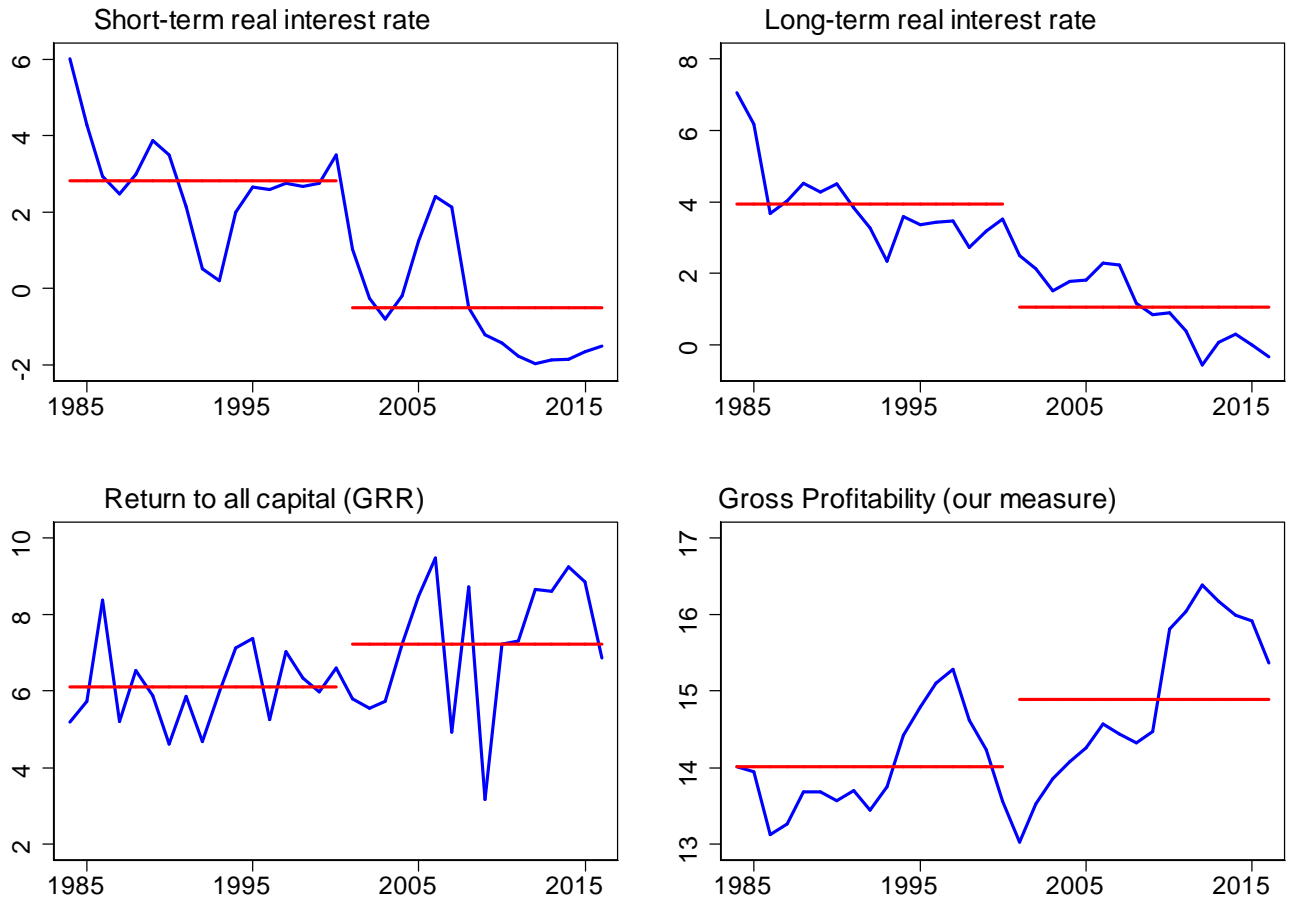 Short-term real interest rate
6
4
2
0
-2
1985 1995 2005 2015
Long-term real interest rate
8
6
4
2
0
1985 1995 2005 2015
Return to all capital (GRR)
10
8
6
4
2
1985 1995 2005 2015
Gross Profitability (our measure)
17
16
15
14
13
1985 1995 2005 2015